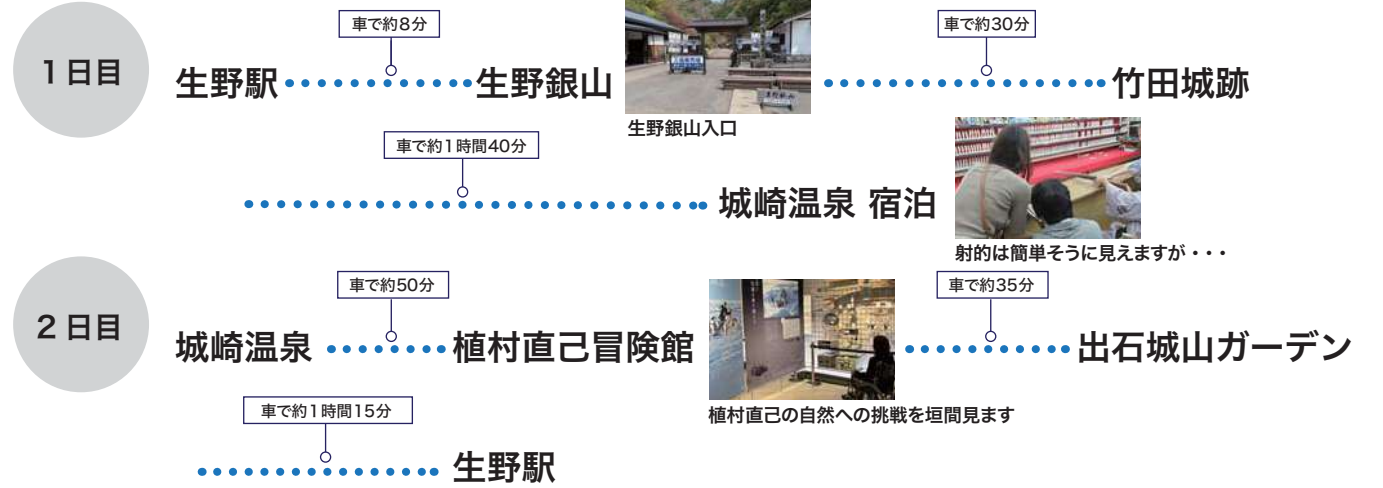 1日目
車で約8分
車で約30分
生野駅
生野銀山
竹田城跡
生野銀山入口
車で約1時間40分
城崎温泉 宿泊
射的は簡単そうに見えますが・・・
2日目
車で約50分
車で約35分
城崎温泉
植村直己冒険館
出石城山ガーデン
植村直己の自然への挑戦を垣間見ます
車で約1時間15分
生野駅